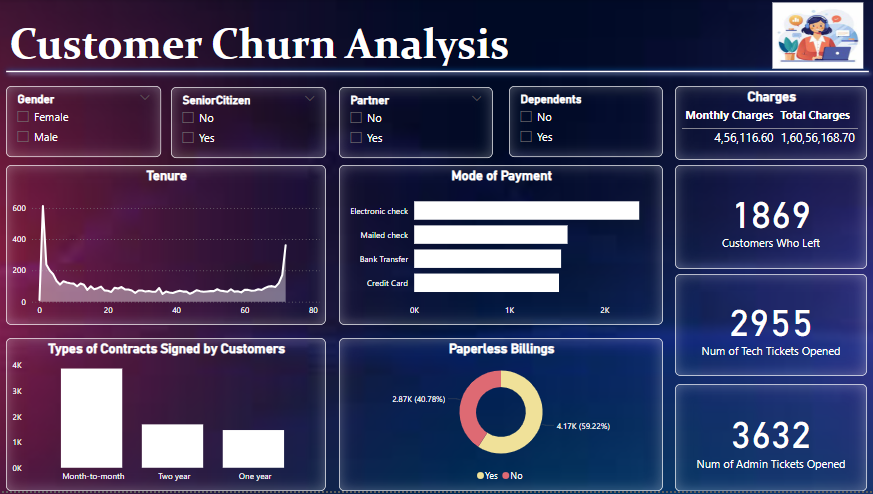 Customer Churn Analysis
Gender
Female
Male
SeniorCitizen
No
Yes
Partner
No
Yes
Dependents
No
Yes
Charges
Monthly Charges Total Charges
4,56,116.60 1,60,56,168.70
Tenure
600
400
200
0
0 20 40 60 80
Mode of Payment
Electronic check
Mailed check
Bank Transfer
Credit Card
0K 1K 2K
1869
Customers Who Left
2955
Num of Tech Tickets Opened
3632
Num of Admin Tickets Opened
Types of Contracts Signed by Customers
4K
3K
2K
1K
0K
Month-to-month Two year One year
Paperless Billings
2.87K (40.78%)
4.17K (59.22%)
Yes No